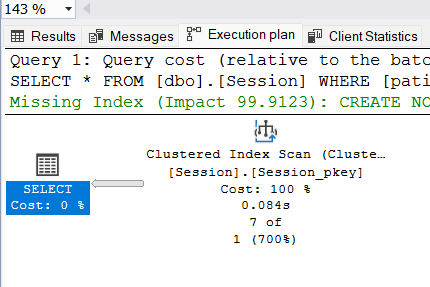 143 %
Results Messages Execution plan Client Statistics
Query 1: Query cost (relative to the batc
SELECT * FROM [dbo].[Session] WHERE [pati
Missing Index (Impact 99.9123): CREATE NO
Clustered Index Scan (Cluste…
[Session].[Session_pkey]
Cost: 100 %
0.084s
7 of
1 (700%)
SELECT
Cost: 0 %